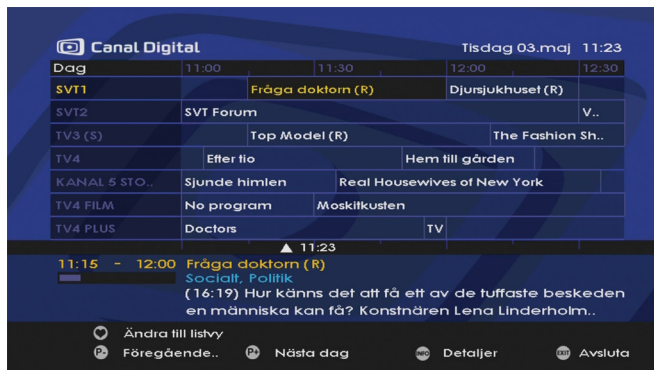 Canal Digital Tisdag 03.maj 11:23
Dag 11:00 11:30 12:00 12:30
SVT1 Fråga doktorn (R) Djursjukhuset (R)
SVT2 SVT Forum V..
TV3 (S) Top Model (R) The Fashion Sh..
TV4 Efter tio Hem till gården
KANAL 5 STO.. Sjunde himlen Real Housewives of New York
TV4 FILM No program Moskitkusten
TV4 PLUS Doctors TV
11:23
11:15 - 12:00 Fråga doktorn (R)
Socialt, Politik
(16:19) Hur känns det att få ett av de tuffaste beskeden
en människa kan få? Konstnären Lena Linderholm..
Ändra till listvy
P- Föregående.. P+ Nästa dag INFO Detaljer EXIT Avsluta